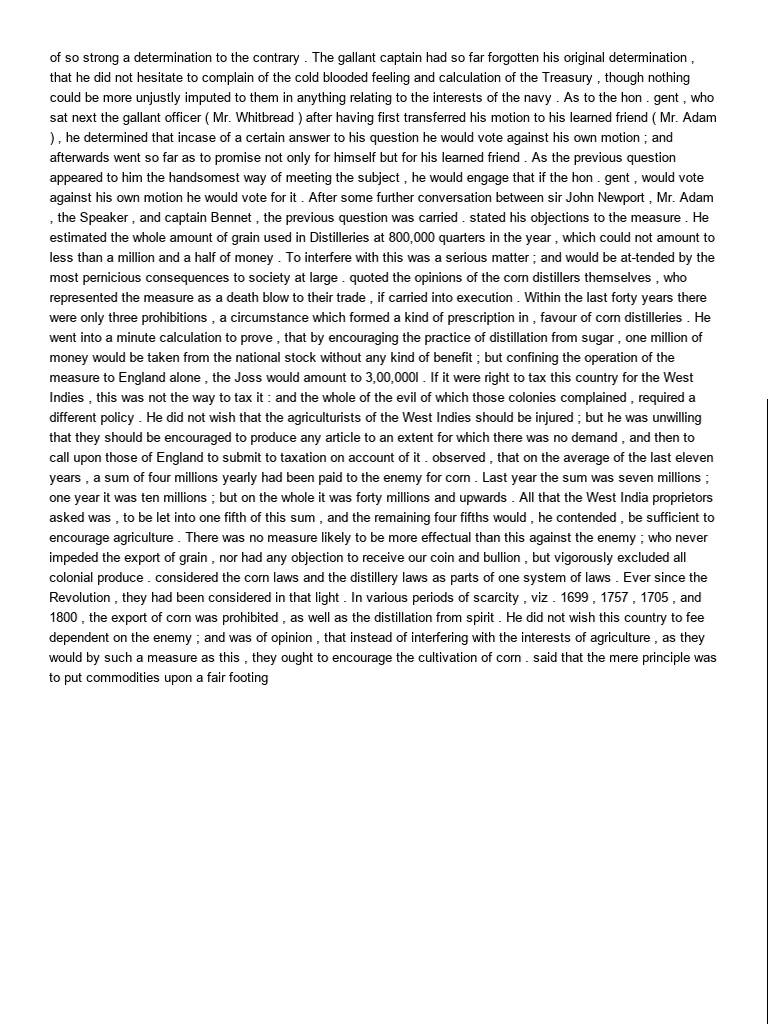 of so strong a determination to the contrary . The gallant captain had so far forgotten his original determination ,
that he did not hesitate to complain of the cold blooded feeling and calculation of the Treasury , though nothing
could be more unjustly imputed to them in anything relating to the interests of the navy . As to the hon . gent , who
sat next the gallant officer ( Mr. Whitbread ) after having first transferred his motion to his learned friend ( Mr. Adam
) , he determined that incase of a certain answer to his question he would vote against his own motion ; and
afterwards went so far as to promise not only for himself but for his learned friend . As the previous question
appeared to him the handsomest way of meeting the subject , he would engage that if the hon . gent , would vote
against his own motion he would vote for it . After some further conversation between sir John Newport , Mr. Adam
, the Speaker , and captain Bennet , the previous question was carried . stated his objections to the measure . He
estimated the whole amount of grain used in Distilleries at 800,000 quarters in the year , which could not amount to
less than a million and a half of money . To interfere with this was a serious matter ; and would be at-tended by the
most pernicious consequences to society at large . quoted the opinions of the corn distillers themselves , who
represented the measure as a death blow to their trade , if carried into execution . Within the last forty years there
were only three prohibitions , a circumstance which formed a kind of prescription in , favour of corn distilleries . He
went into a minute calculation to prove , that by encouraging the practice of distillation from sugar , one million of
money would be taken from the national stock without any kind of benefit ; but confining the operation of the
measure to England alone , the Joss would amount to 3,00,000l . If it were right to tax this country for the West
Indies , this was not the way to tax it : and the whole of the evil of which those colonies complained , required a
different policy . He did not wish that the agriculturists of the West Indies should be injured ; but he was unwilling
that they should be encouraged to produce any article to an extent for which there was no demand , and then to
call upon those of England to submit to taxation on account of it . observed , that on the average of the last eleven
years , a sum of four millions yearly had been paid to the enemy for corn . Last year the sum was seven millions ;
one year it was ten millions ; but on the whole it was forty millions and upwards . All that the West India proprietors
asked was , to be let into one fifth of this sum , and the remaining four fifths would , he contended , be sufficient to
encourage agriculture . There was no measure likely to be more effectual than this against the enemy ; who never
impeded the export of grain , nor had any objection to receive our coin and bullion , but vigorously excluded all
colonial produce . considered the corn laws and the distillery laws as parts of one system of laws . Ever since the
Revolution , they had been considered in that light . In various periods of scarcity , viz . 1699 , 1757 , 1705 , and
1800 , the export of corn was prohibited , as well as the distillation from spirit . He did not wish this country to fee
dependent on the enemy ; and was of opinion , that instead of interfering with the interests of agriculture , as they
would by such a measure as this , they ought to encourage the cultivation of corn . said that the mere principle was
to put commodities upon a fair footing